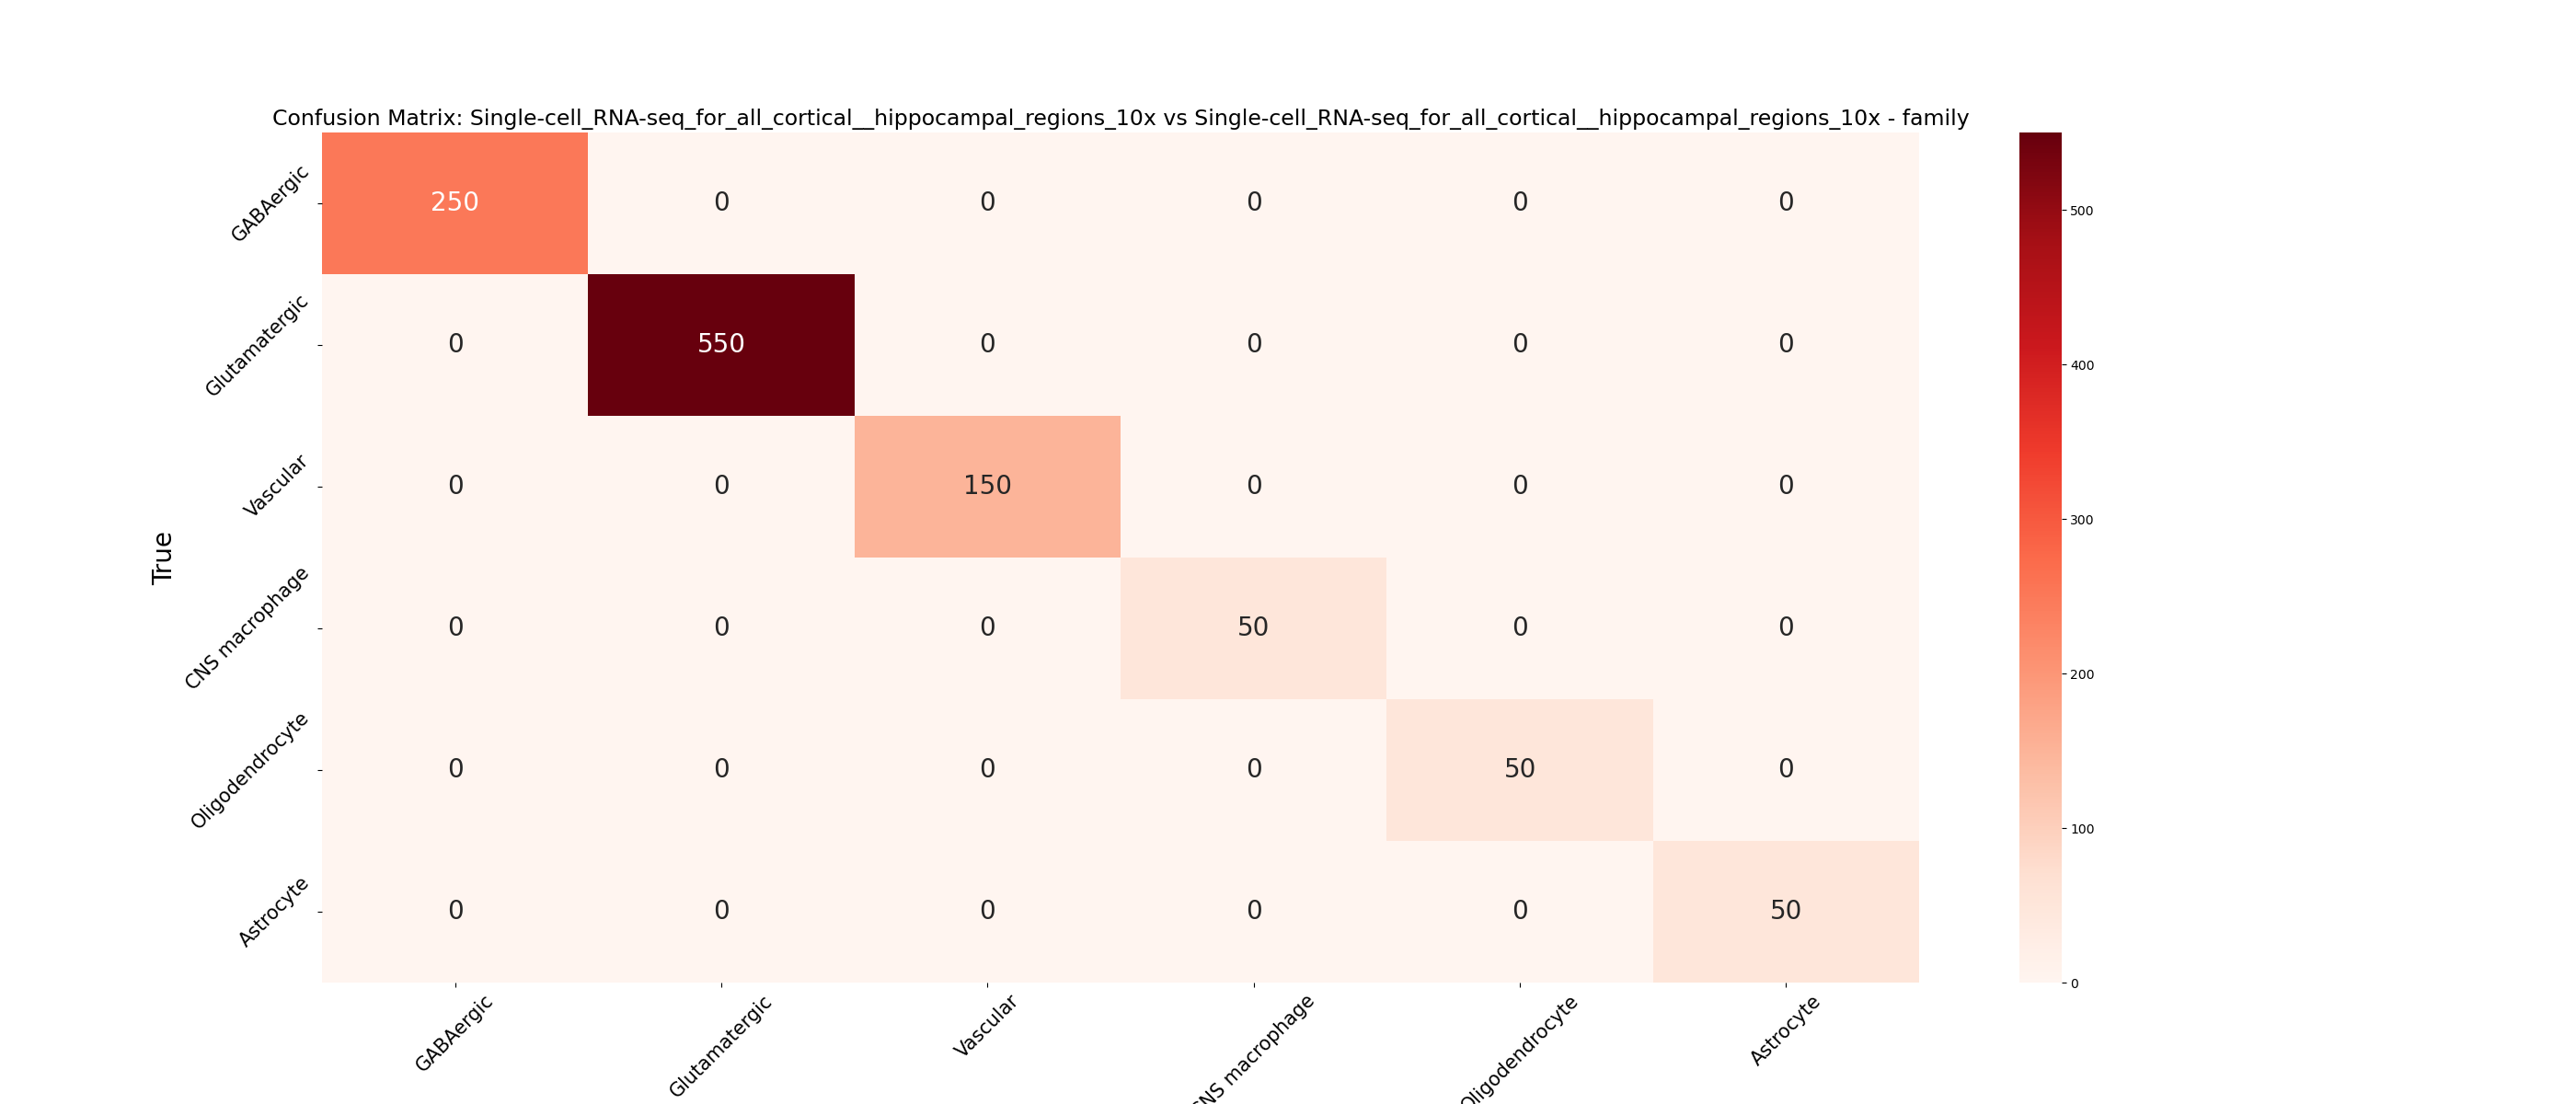 Confusion Matrix: Single-cell_RNA-seq_for_all_cortical__hippocampal_regions_10x vs Single-cell_RNA-seq_for_all_cortical__hippocampal_regions_10x - family
True
GABAergic 250 0 0 0 0 0
Glutamatergic 0 550 0 0 0 0
Vascular 0 0 150 0 0 0
CNS macrophage 0 0 0 50 0 0
Oligodendrocyte 0 0 0 0 50 0
Astrocyte 0 0 0 0 0 50
GABAergic Glutamatergic Vascular CNS macrophage Oligodendrocyte Astrocyte
500
400
300
200
100
0